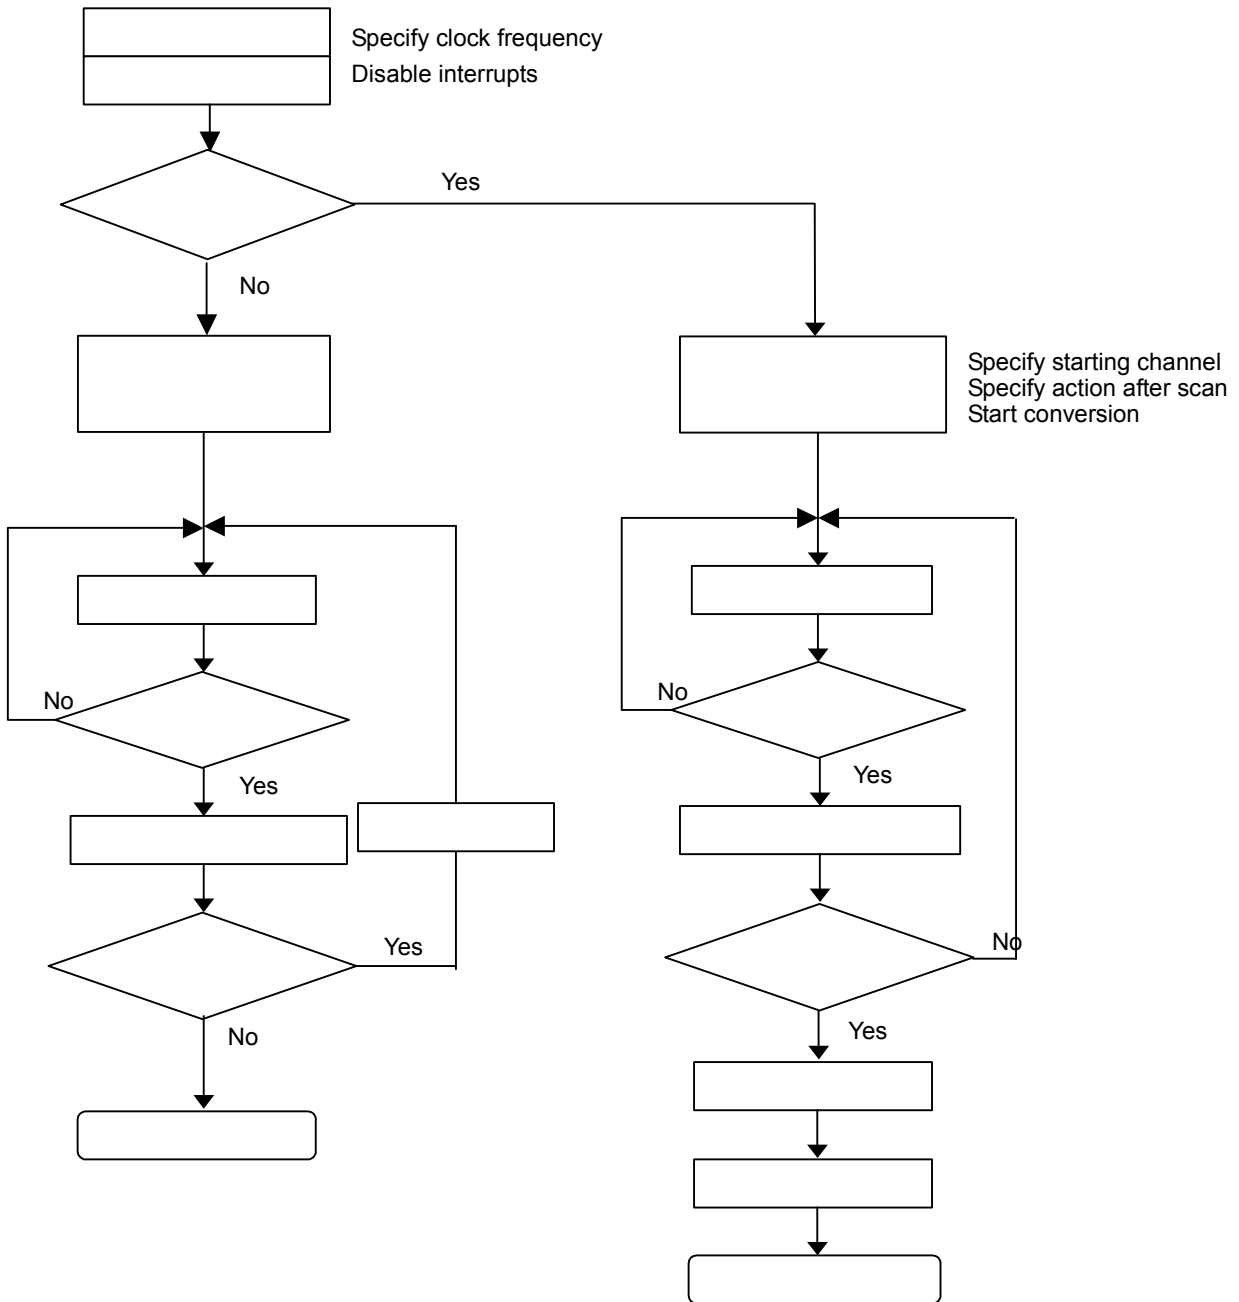 Specify clock frequency
Disable interrupts
Yes
No
Specify starting channel
Specify action after scan
Start conversion
No
No
Yes
Yes
Yes
No
No
Yes